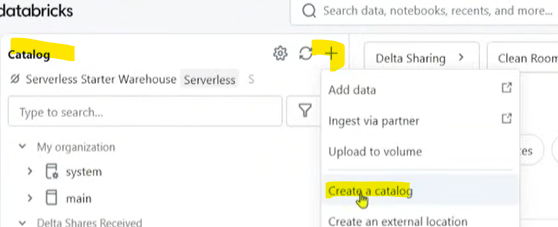 databricks
Search data, notebooks, recents, and more...
Catalog
Delta Sharing >
Clean Room
Serverless Starter Warehouse Serverless S
Type to search...
My organization
system
main
Delta Shares Received
Add data
Ingest via partner
Upload to volume
Create a catalog
Create an external location
es